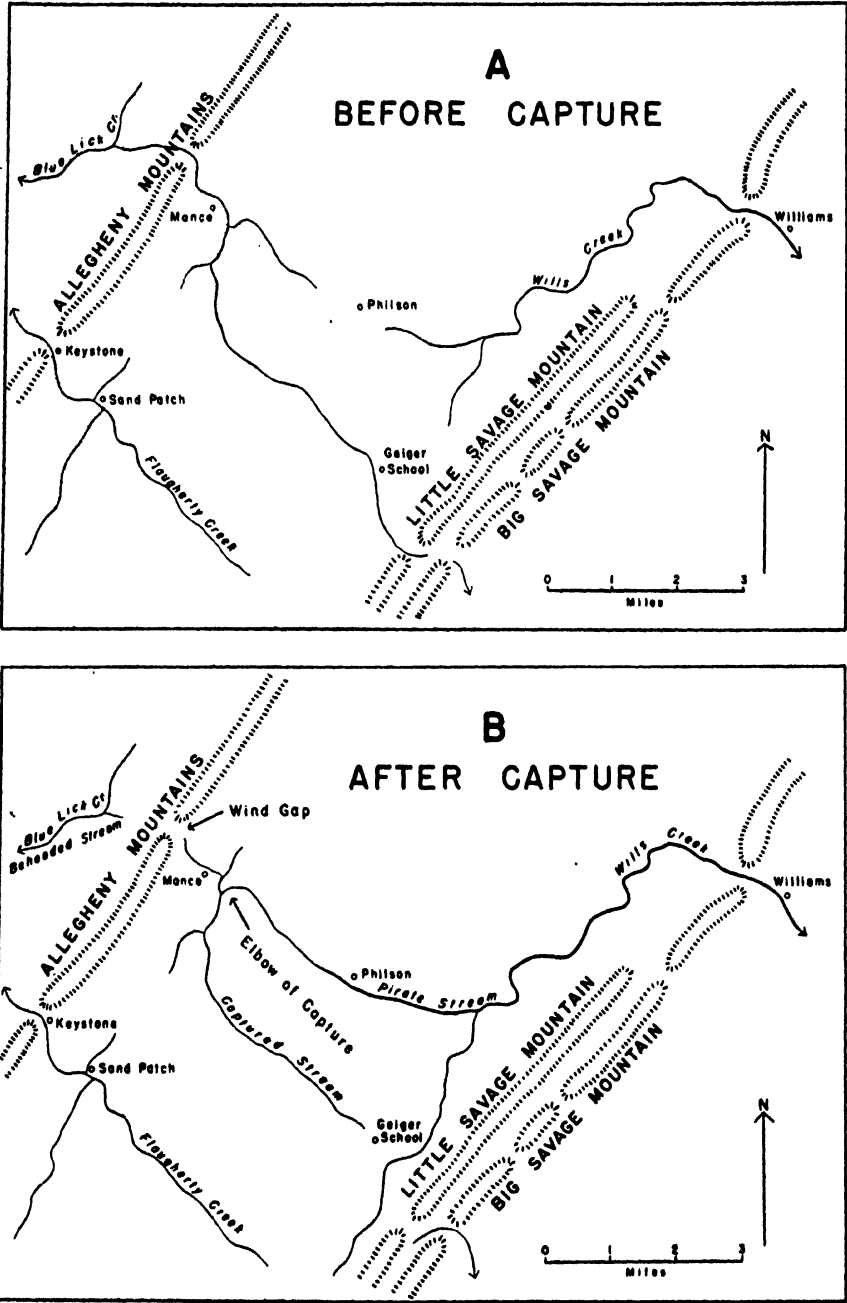 A
BEFORE CAPTURE
Blue Lick Cr.
ALLEGHENY MOUNTAINS
Mance
Williams
Wills Creek
Philson
Keystone
Sand Patch
Flaugherly Creek
Geiger
School
LITTLE SAVAGE MOUNTAIN
BIG SAVAGE MOUNTAIN
N
0 1 2 3
Miles
B
AFTER CAPTURE
Blue Lick Cr.
Beheaded Stream
ALLEGHENY MOUNTAINS
Wind Gap
Mance
Wills Creek
Williams
Elbow of Capture
Philson
Pirate Stream
Captured Stream
Keystone
Sand Patch
Flaugherly Creek
Geiger
School
LITTLE SAVAGE MOUNTAIN
BIG SAVAGE MOUNTAIN
N
0 1 2 3
Miles